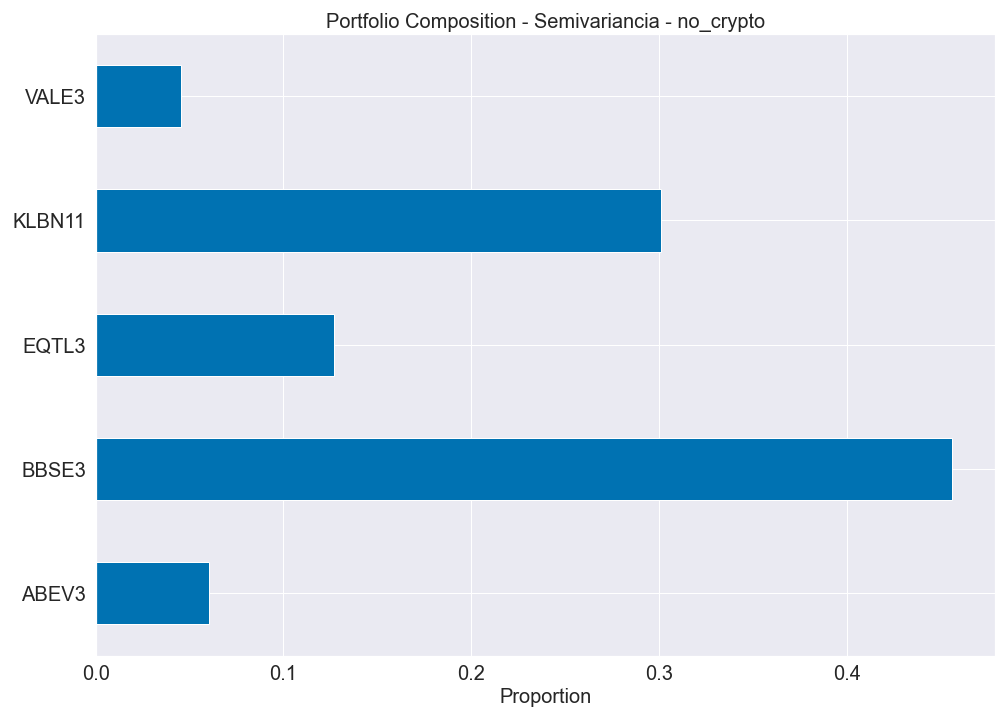 Portfolio Composition - Semivariancia - no_crypto
VALE3
KLBN11
EQTL3
BBSE3
ABEV3
0.0 0.1 0.2 0.3 0.4
Proportion